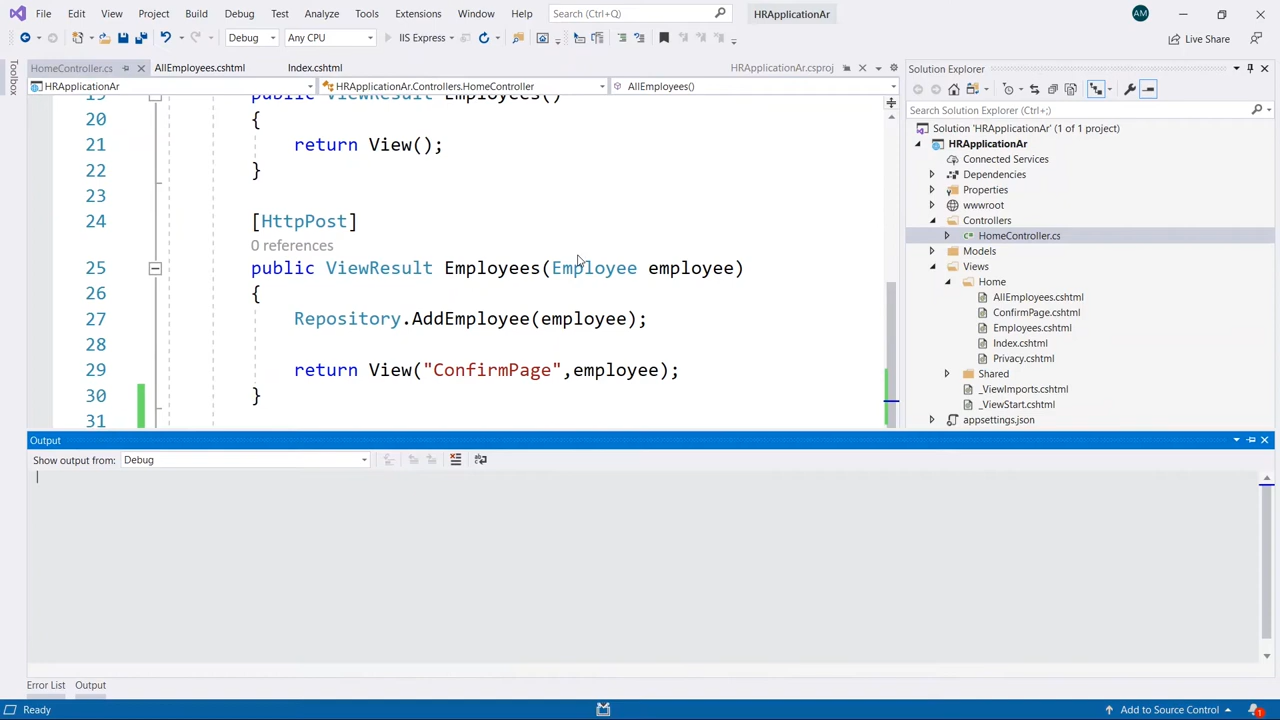 File Edit View Project Build Debug Test Analyze Tools Extensions Window Help Search (Ctrl+Q) HRApplicationAr AM
Debug Any CPU IIS Express Live Share
Toolbox
HomeController.cs AllEmployees.cshtml Index.cshtml HRApplicationAr.csproj
HRApplicationAr HRApplicationAr.Controllers.HomeController AllEmployees()
19 public ViewResult Employees()
20 {
21 return View();
22 }
23
24 [HttpPost]
0 references
25 public ViewResult Employees(Employee employee)
26 {
27 Repository.AddEmployee(employee);
28
29 return View("ConfirmPage",employee);
30 }
31
Solution Explorer
Search Solution Explorer (Ctrl+;)
Solution 'HRApplicationAr' (1 of 1 project)
HRApplicationAr
Connected Services
Dependencies
Properties
wwwroot
Controllers
C# HomeController.cs
Models
Views
Home
AllEmployees.cshtml
ConfirmPage.cshtml
Employees.cshtml
Index.cshtml
Privacy.cshtml
Shared
_ViewImports.cshtml
_ViewStart.cshtml
appsettings.json
Output
Show output from: Debug
Error List Output
Ready Add to Source Control 1